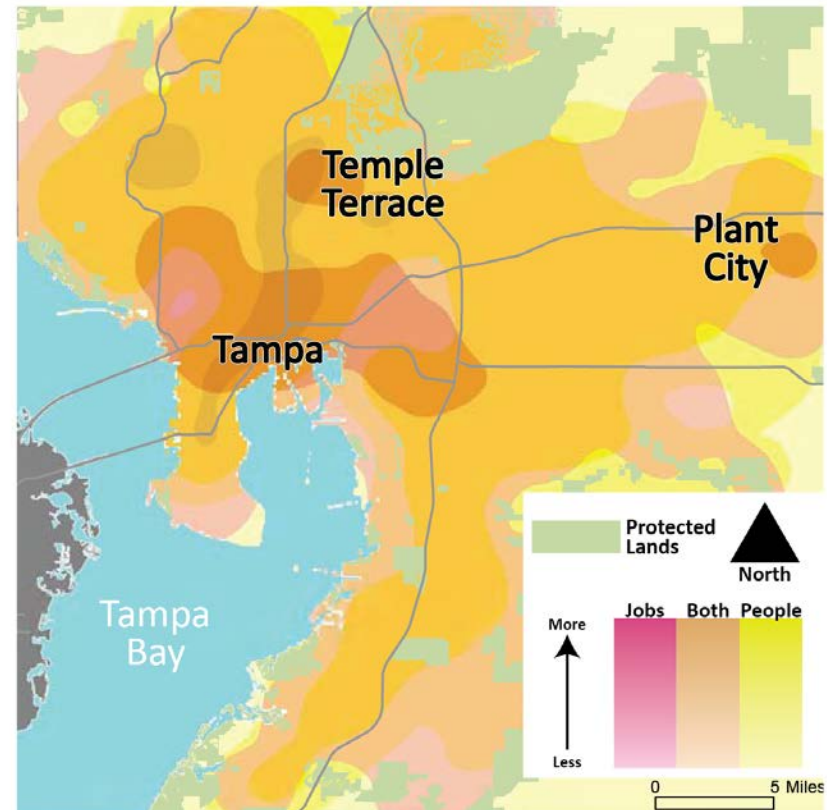 Temple
Terrace
Plant
City
Tampa
Tampa
Bay
Protected
Lands
North
Jobs Both People
More
Less
0 5 Miles